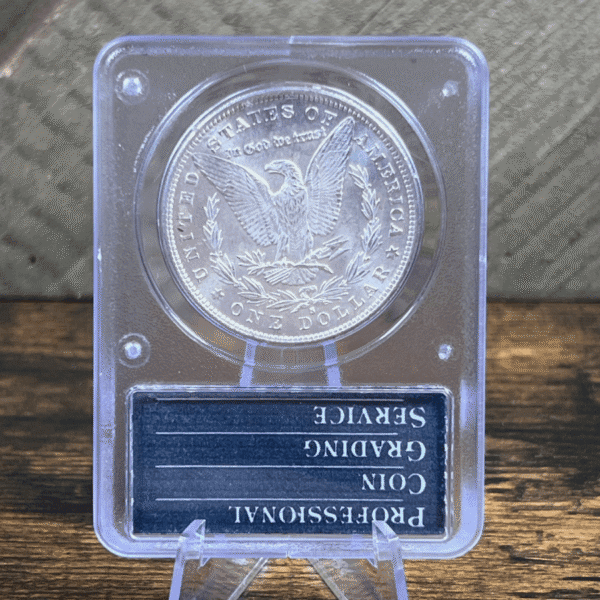 UNITED STATES OF AMERICA
In God we trust
ONE DOLLAR
S
PROFESSIONAL
COIN
GRADING
SERVICE